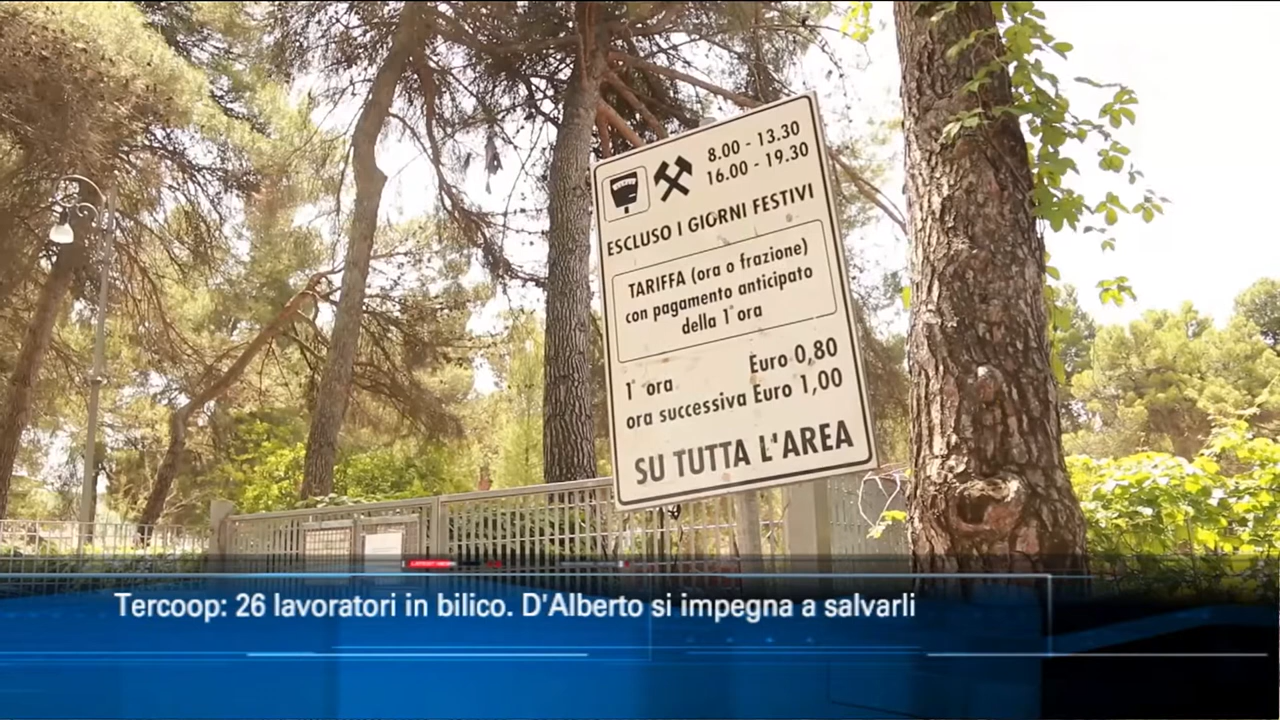 8.00 - 13.30
16.00 - 19.30
ESCLUSO I GIORNI FESTIVI
TARIFFA (ora o frazione)
con pagamento anticipato
della 1ª ora
1ª ora Euro 0,80
ora successiva Euro 1,00
SU TUTTA L'AREA
Tercoop: 26 lavoratori in bilico. D'Alberto si impegna a salvarli